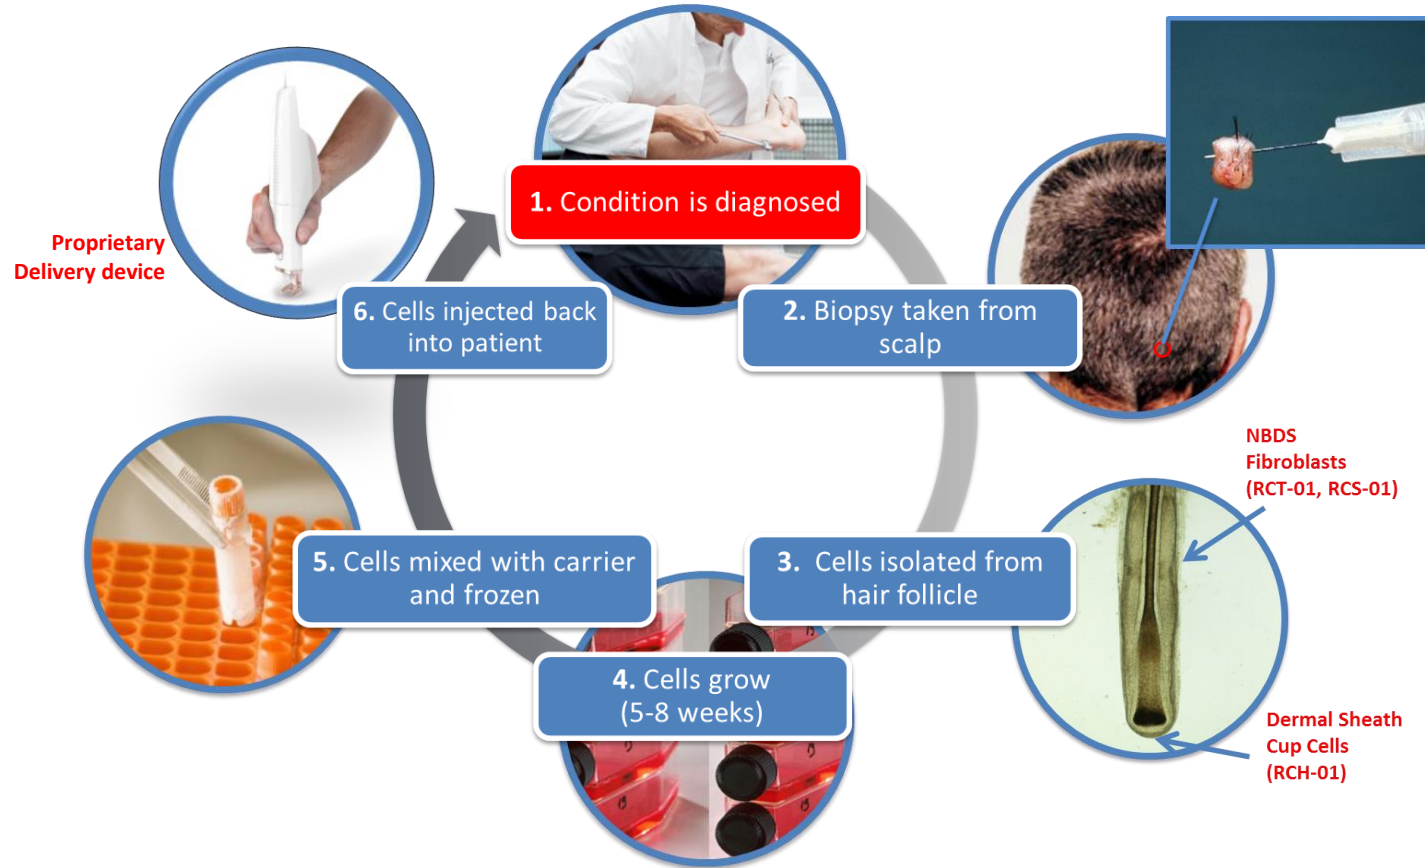 1. Condition is diagnosed
2. Biopsy taken from
scalp
NBDS
Fibroblasts
(RCT-01, RCS-01)
3. Cells isolated from
hair follicle
Dermal Sheath
Cup Cells
(RCH-01)
4. Cells grow
(5-8 weeks)
5. Cells mixed with carrier
and frozen
6. Cells injected back
into patient
Proprietary
Delivery device